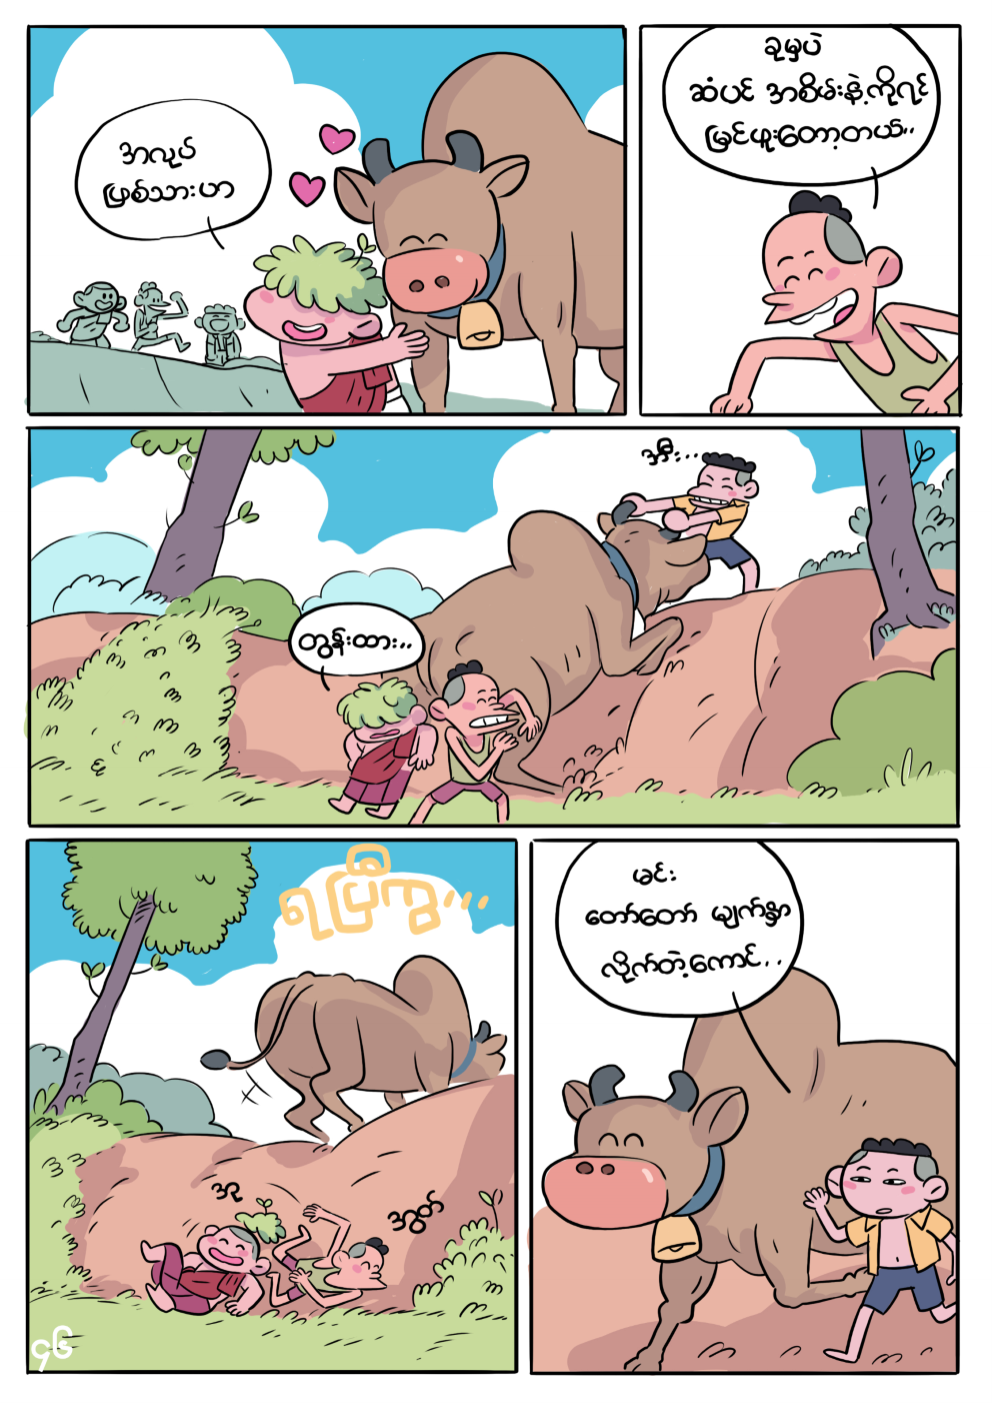 အလုပ်
ဖြစ်သားဟ
ခုမှပဲ
ဆံပင် အစိမ်းနဲ့ကိုရင်
မြင်ဖူးတော့တယ်..
အီး...
တွန်းထား..
ရပြီကွ...
အု
အွတ်
မင်း
တော်တော် မျက်နှာ
လိုက်တဲ့ကောင်..
၄၆